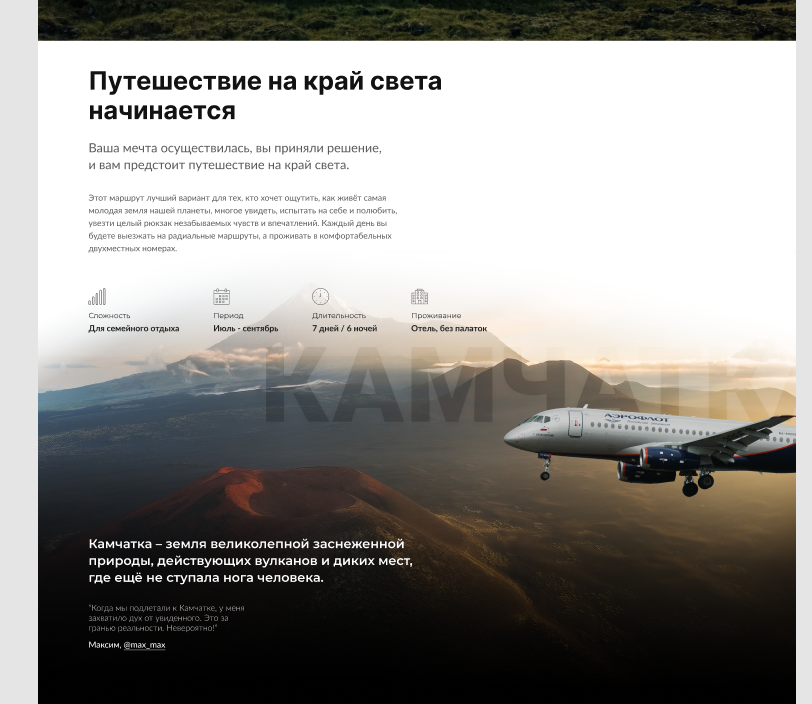 Путешествие на край света
начинается
Ваша мечта осуществилась, вы приняли решение,
и вам предстоит путешествие на край света.
Этот маршрут лучший вариант для тех, кто хочет ощутить, как живёт самая
молодая земля нашей планеты, многое увидеть, испытать на себе и полюбить,
увезти целый рюкзак незабываемых чувств и впечатлений. Каждый день вы
будете выезжать на радиальные маршруты, а проживать в комфортабельных
двухместных номерах.
Сложность Период Длительность Проживание
Для семейного отдыха Июль - сентябрь 7 дней / 6 ночей Отель, без палаток
КАМЧАТКА
АЭРОФЛОТ
Камчатка – земля великолепной заснеженной
природы, действующих вулканов и диких мест,
где ещё не ступала нога человека.
"Когда мы подлетали к Камчатке, у меня
захватило дух от увиденного. Это за
гранью реальности. Невероятно!"
Максим, @max_max